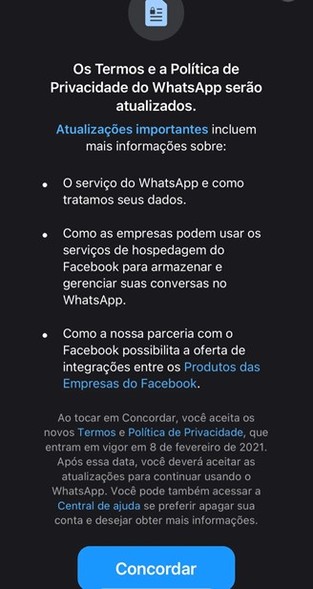 Os Termos e a Política de
Privacidade do WhatsApp serão
atualizados.
Atualizações importantes incluem
mais informações sobre:
• O serviço do WhatsApp e como
tratamos seus dados.
• Como as empresas podem usar os
serviços de hospedagem do
Facebook para armazenar e
gerenciar suas conversas no
WhatsApp.
• Como a nossa parceria com o
Facebook possibilita a oferta de
integrações entre os Produtos das
Empresas do Facebook.
Ao tocar em Concordar, você aceita os
novos Termos e Política de Privacidade, que
entram em vigor em 8 de fevereiro de 2021.
Após essa data, você deverá aceitar as
atualizações para continuar usando o
WhatsApp. Você pode também acessar a
Central de ajuda se preferir apagar sua
conta e desejar obter mais informações.
Concordar